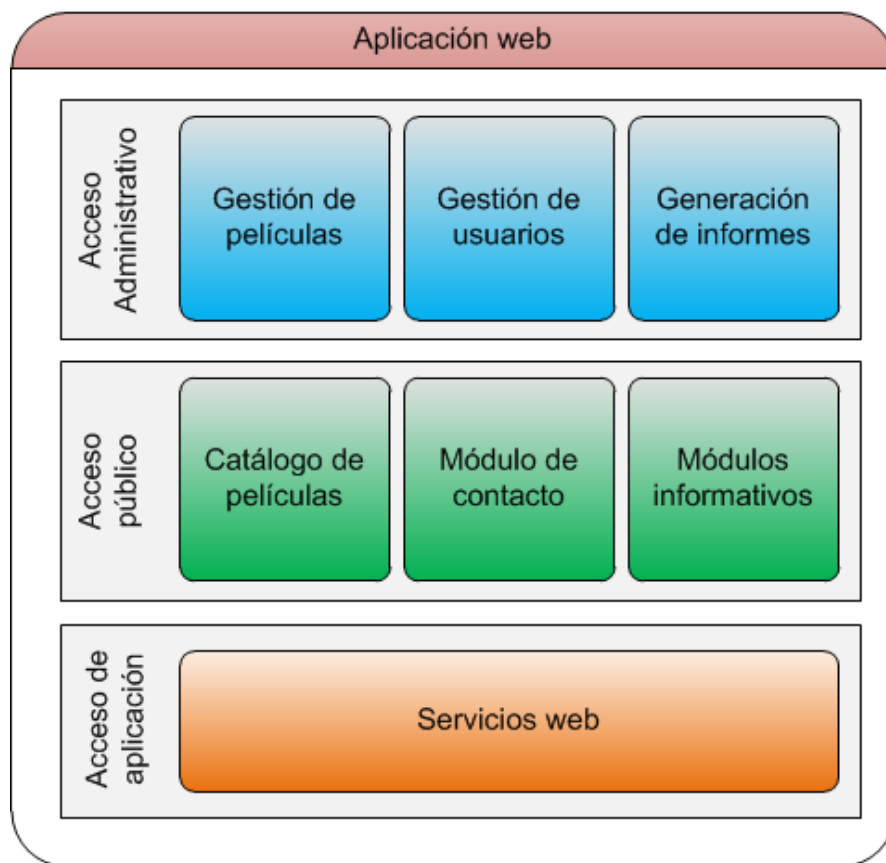 Aplicación web
Acceso
Administrativo
Gestión de
películas
Gestión de
usuarios
Generación
de informes
Acceso
público
Catálogo de
películas
Módulo de
contacto
Módulos
informativos
Acceso de
aplicación
Servicios web